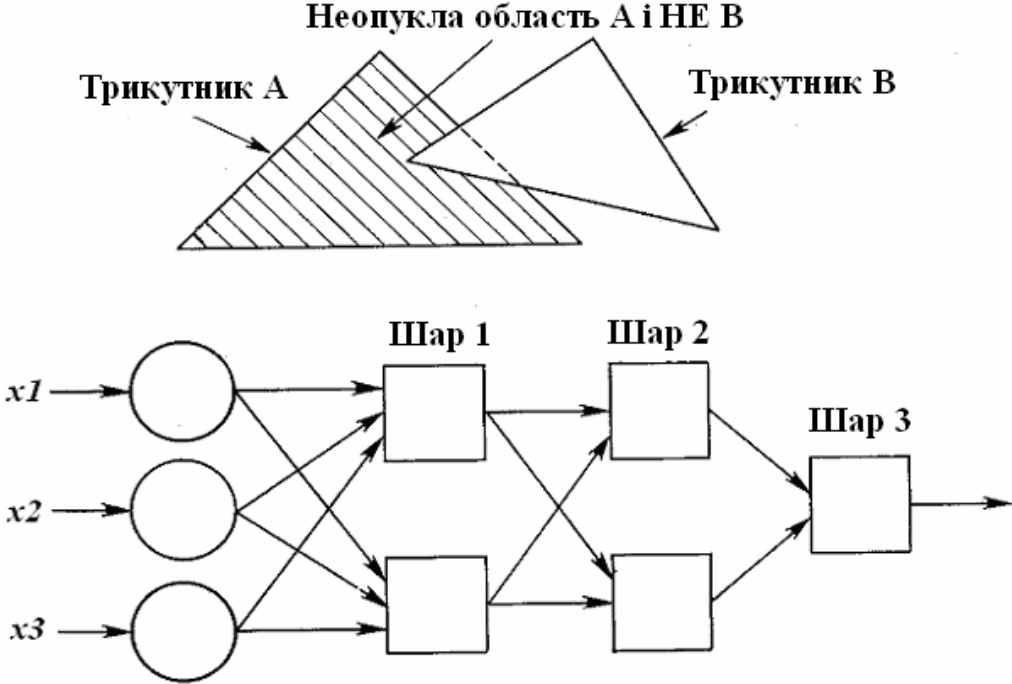 Неопукла область A і НЕ B
Трикутник A
Трикутник B
Шар 1
Шар 2
Шар 3
x1
x2
x3